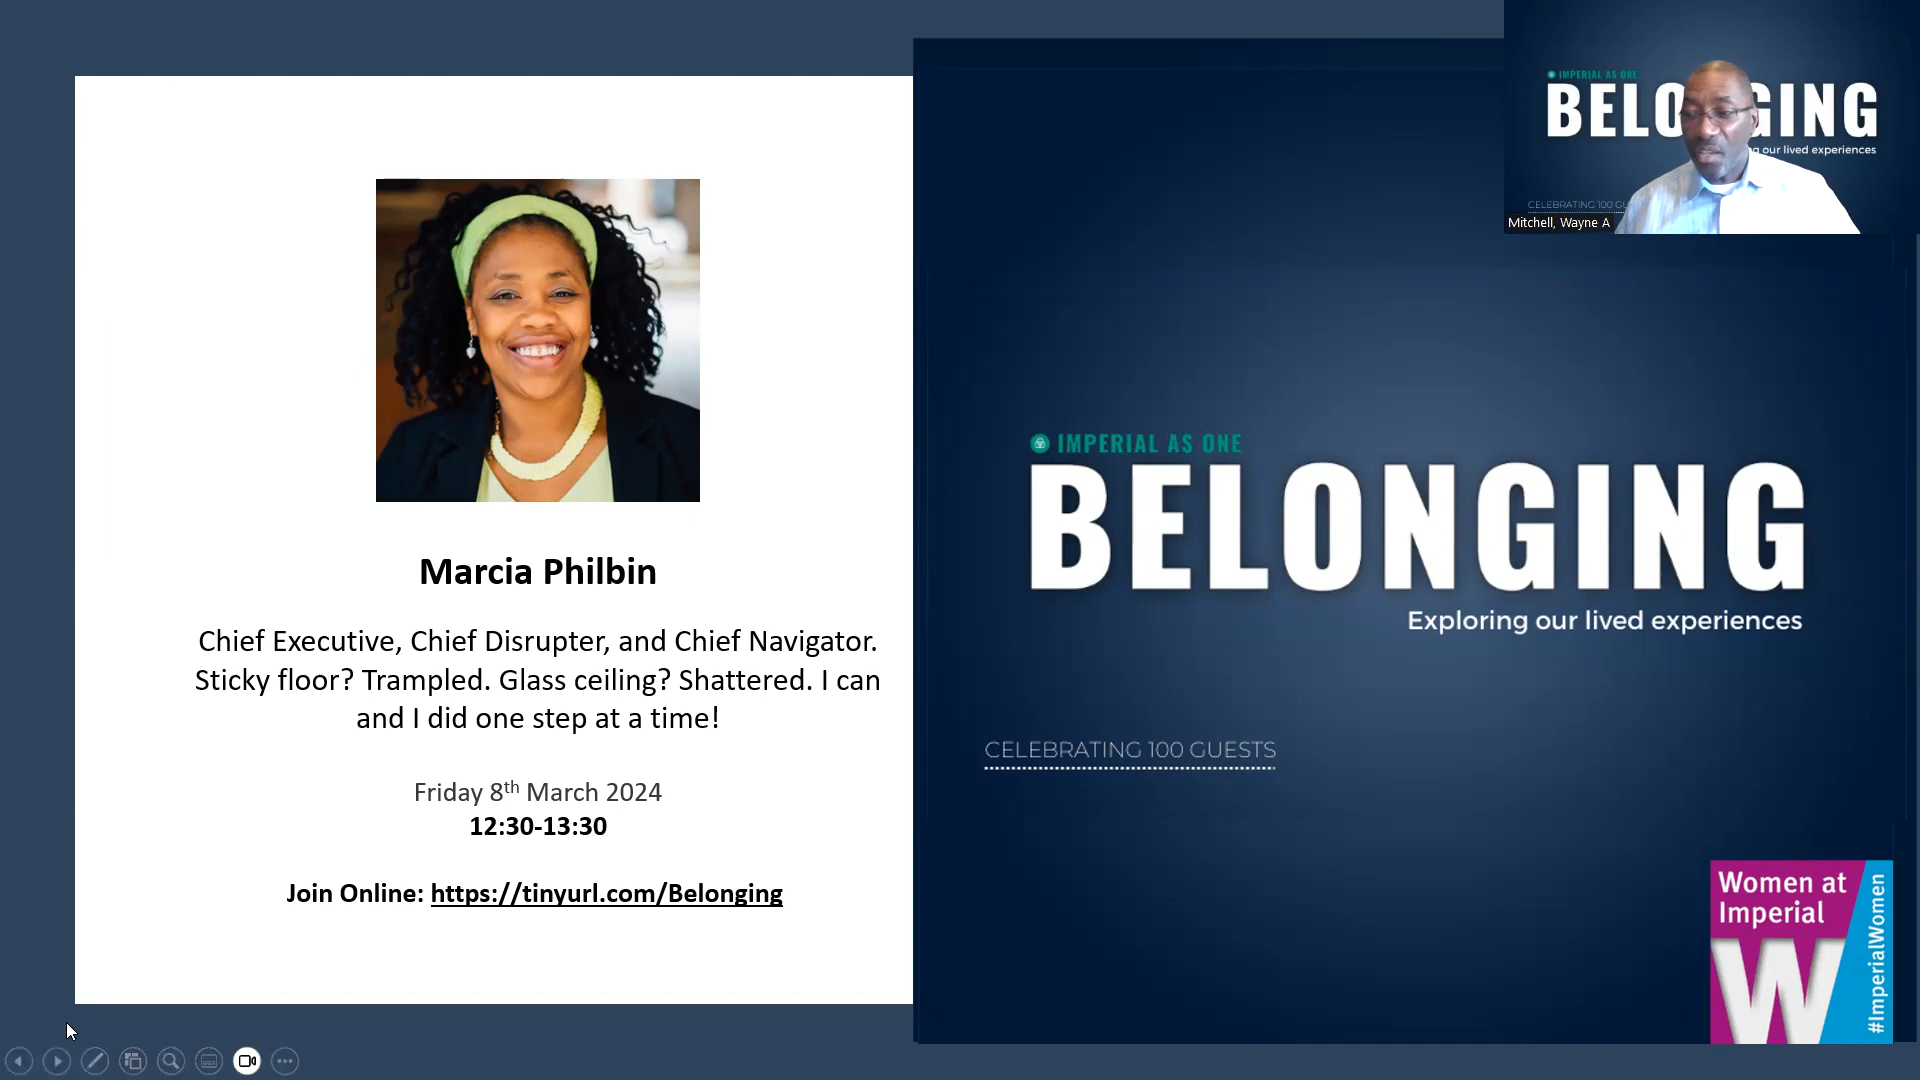 Marcia Philbin
Chief Executive, Chief Disrupter, and Chief Navigator.
Sticky floor? Trampled. Glass ceiling? Shattered. I can
and I did one step at a time!
Friday 8th March 2024
12:30-13:30
Join Online: https://tinyurl.com/Belonging
IMPERIAL AS ONE
BELONGING
Exploring our lived experiences
CELEBRATING 100 GUESTS
IMPERIAL AS ONE
BELO GING
our lived experiences
CELEBRATING 100
Mitchell, Wayne A
Women at
Imperial
W
#ImperialWomen